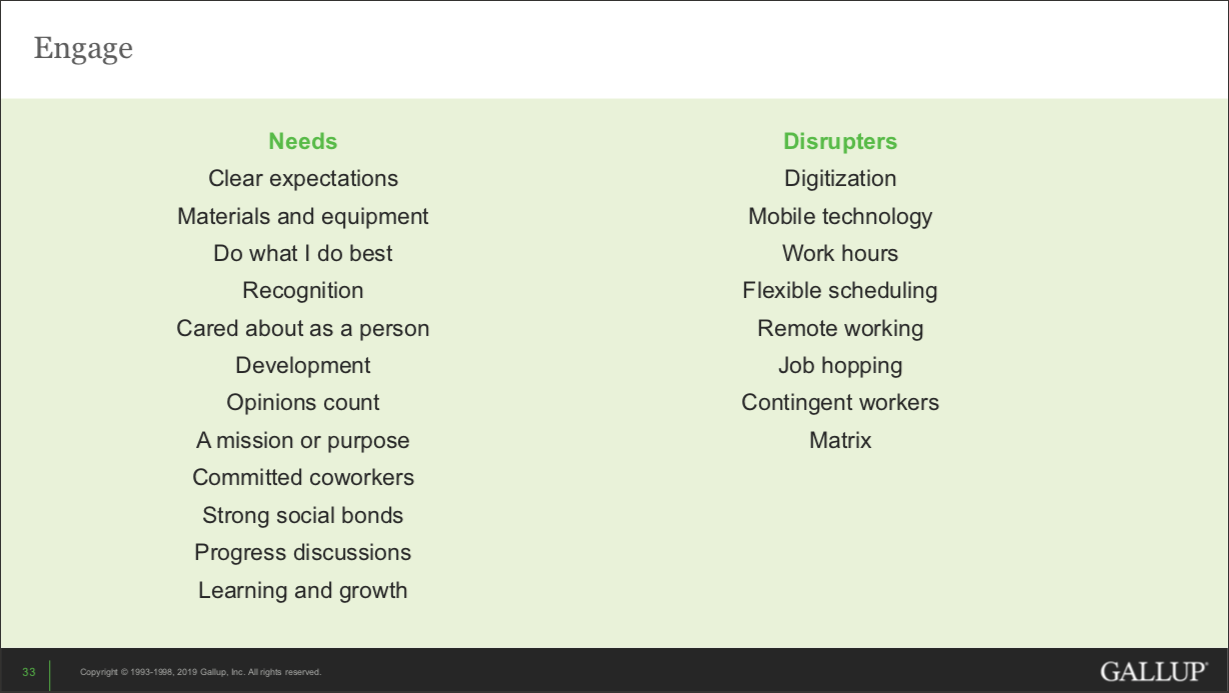 Engage
Needs
Clear expectations
Materials and equipment
Do what I do best
Recognition
Cared about as a person
Development
Opinions count
A mission or purpose
Committed coworkers
Strong social bonds
Progress discussions
Learning and growth
Disrupters
Digitization
Mobile technology
Work hours
Flexible scheduling
Remote working
Job hopping
Contingent workers
Matrix
33
Copyright © 1993-1998, 2019 Gallup, Inc. All rights reserved.
GALLUP®